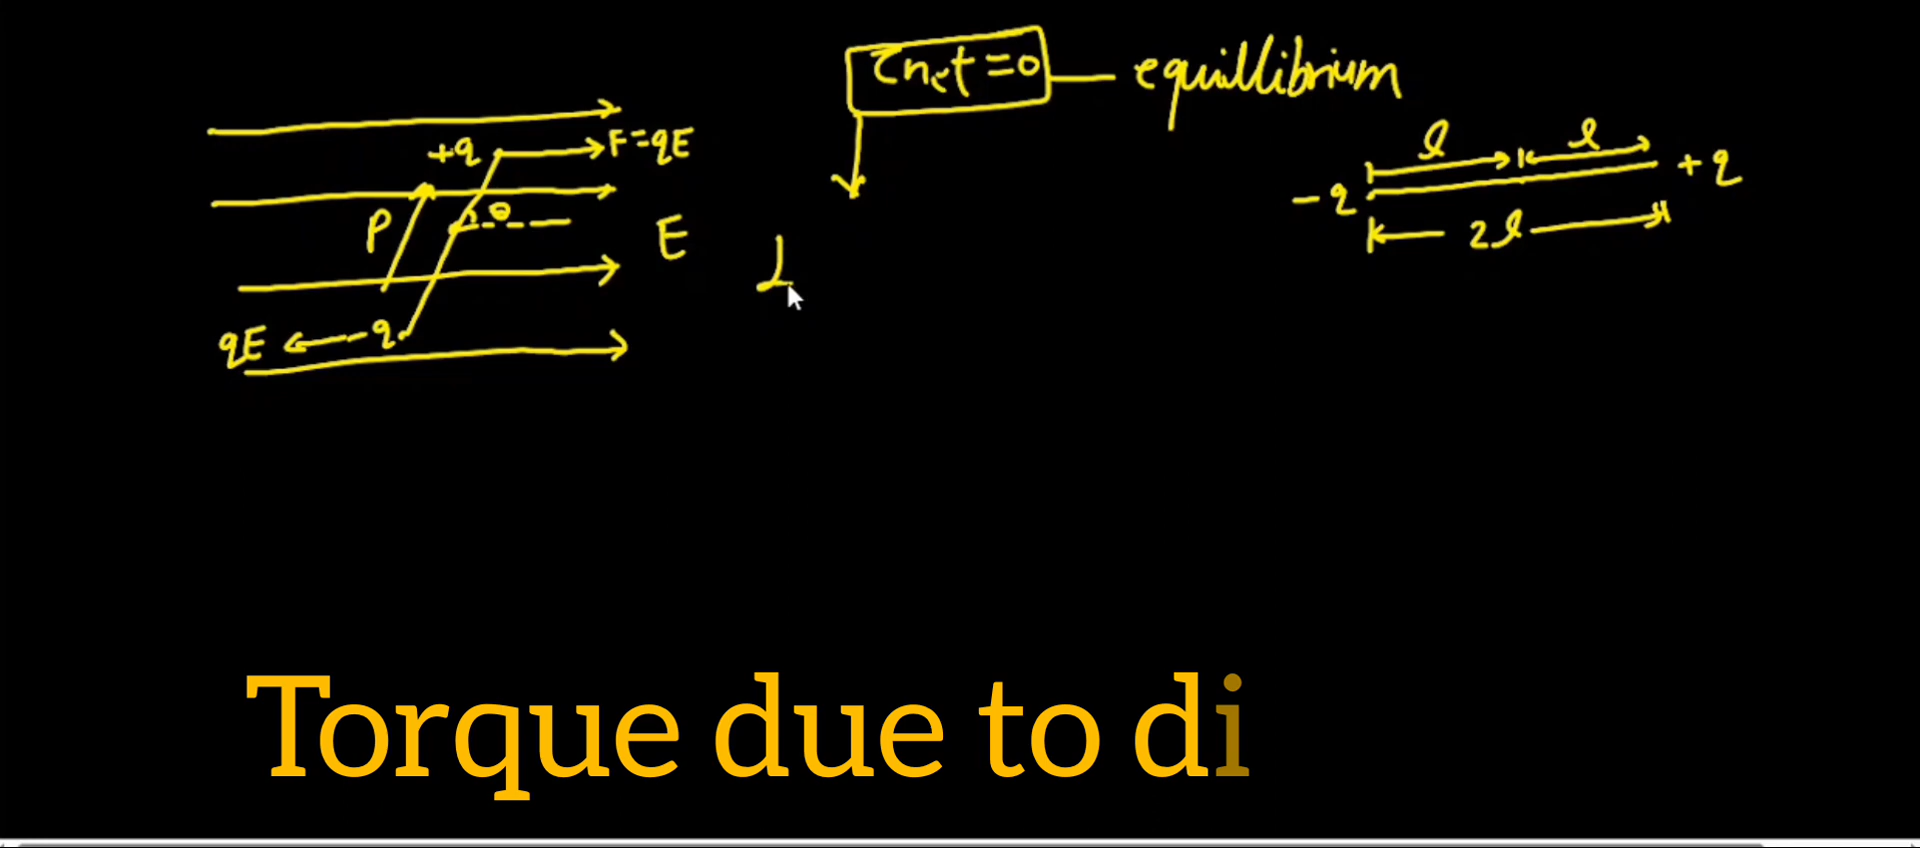 τnet = 0 — equillibrium
+q F = qE
l l
-q +q
P θ E
2l
qE -q
Torque due to di